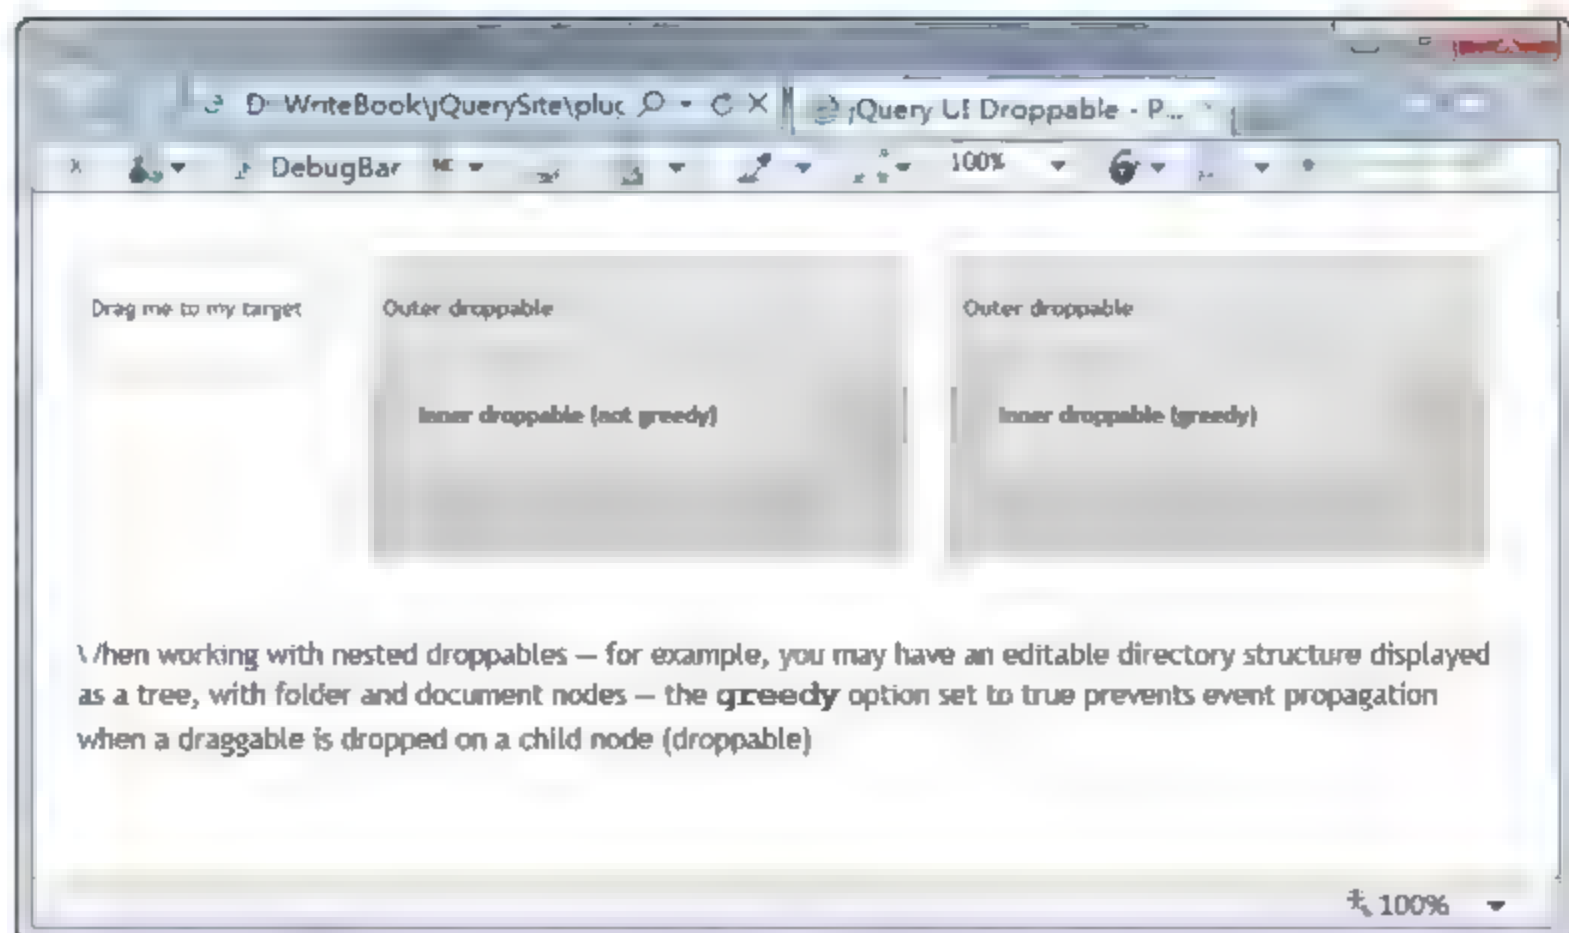 D: WriteBook\jQuerySite\plug
jQuery UI Droppable - P...
x DebugBar 100%
Drag me to my target
Outer droppable
Inner droppable (not greedy)
Outer droppable
Inner droppable (greedy)
When working with nested droppables — for example, you may have an editable directory structure displayed
as a tree, with folder and document nodes — the greedy option set to true prevents event propagation
when a draggable is dropped on a child node (droppable)
100%